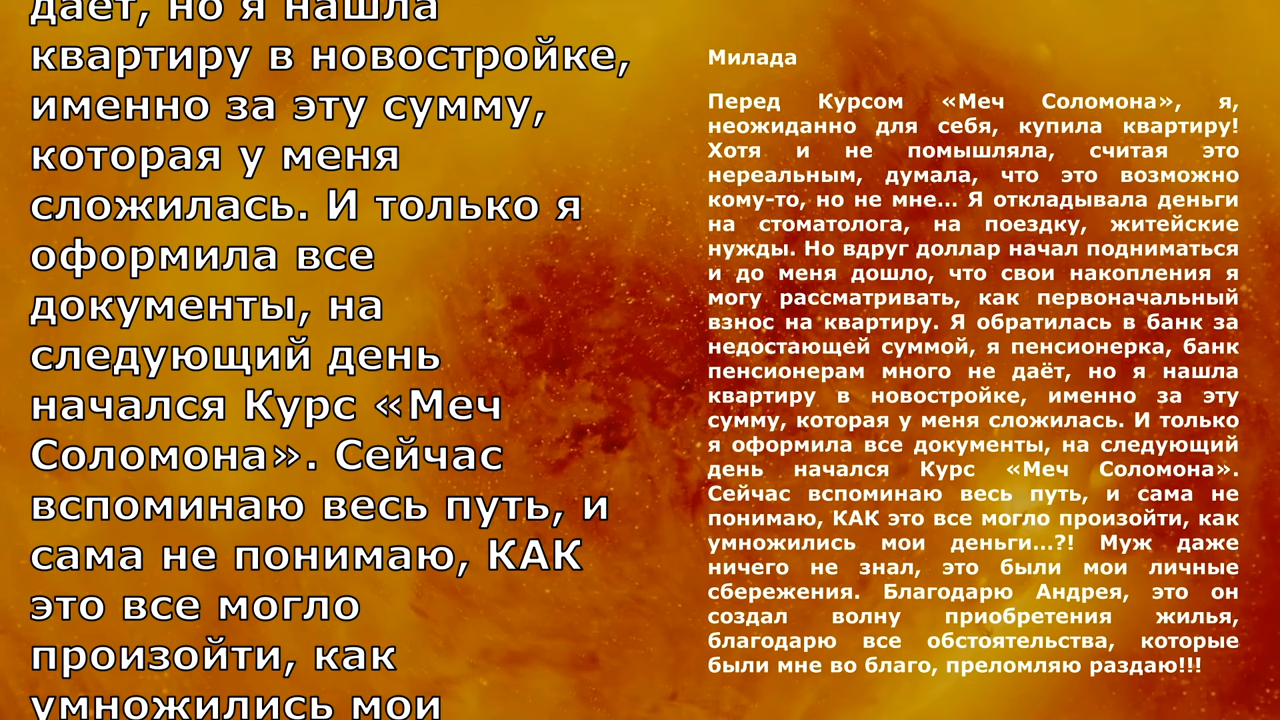 даёт, но я нашла
квартиру в новостройке,
именно за эту сумму,
которая у меня
сложилась. И только я
оформила все
документы, на
следующий день
начался Курс «Меч
Соломона». Сейчас
вспоминаю весь путь, и
сама не понимаю, КАК
это все могло
произойти, как
умножились мои
Милада
Перед Курсом «Меч Соломона», я,
неожиданно для себя, купила квартиру!
Хотя и не помышляла, считая это
нереальным, думала, что это возможно
кому-то, но не мне... Я откладывала деньги
на стоматолога, на поездку, житейские
нужды. Но вдруг доллар начал подниматься
и до меня дошло, что свои накопления я
могу рассматривать, как первоначальный
взнос на квартиру. Я обратилась в банк за
недостающей суммой, я пенсионерка, банк
пенсионерам много не даёт, но я нашла
квартиру в новостройке, именно за эту
сумму, которая у меня сложилась. И только
я оформила все документы, на следующий
день начался Курс «Меч Соломона».
Сейчас вспоминаю весь путь, и сама не
понимаю, КАК это все могло произойти, как
умножились мои деньги...?! Муж даже
ничего не знал, это были мои личные
сбережения. Благодарю Андрея, это он
создал волну приобретения жилья,
благодарю все обстоятельства, которые
были мне во благо, преломляю раздаю!!!